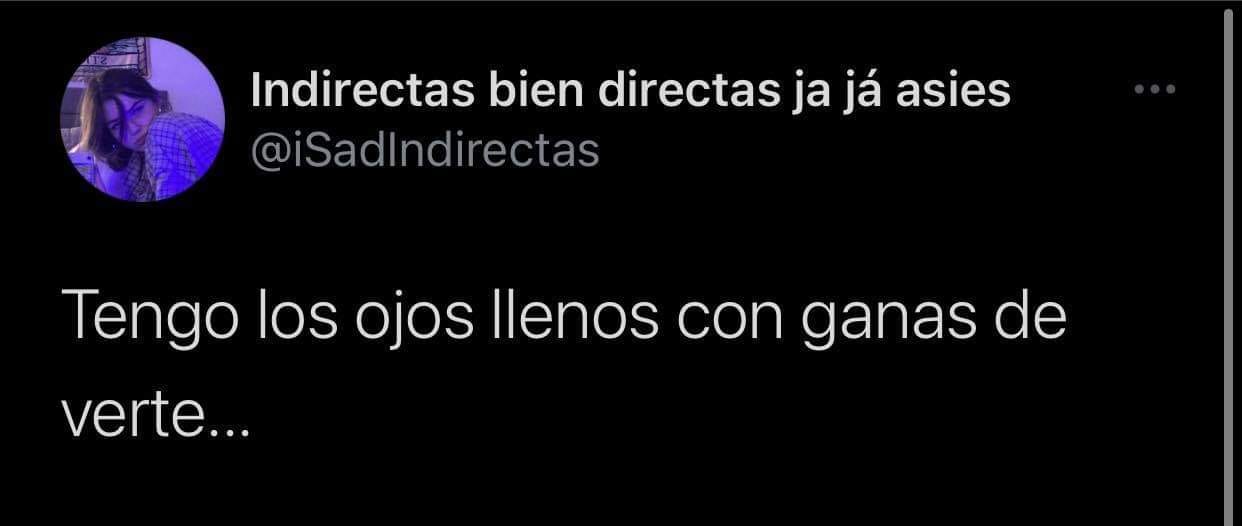 Indirectas bien directas ja já asies
@iSadIndirectas
Tengo los ojos llenos con ganas de
verte...